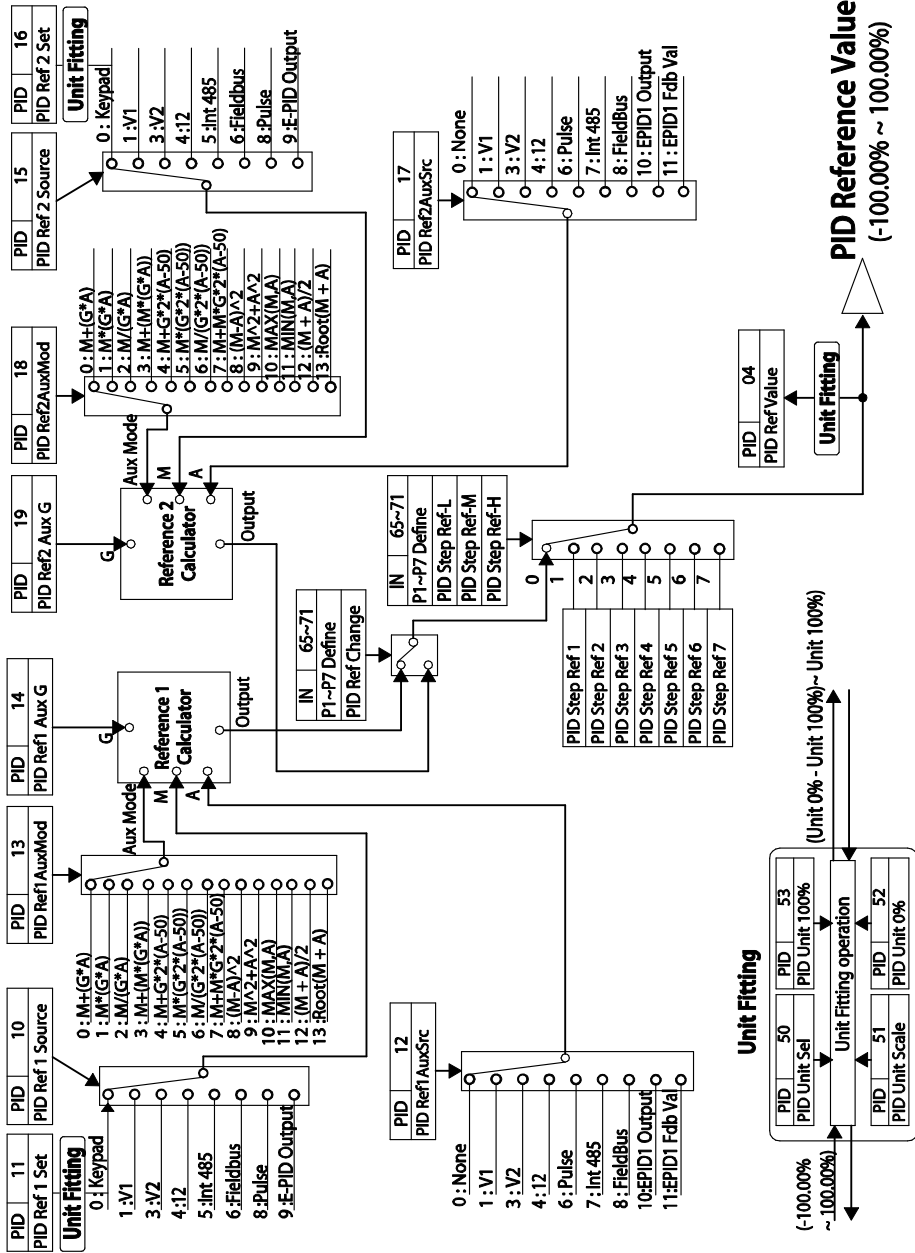 PID 11
PID Ref 1 Set
Unit Fitting
PID 10
PID Ref 1 Source
0 : Keypad
1 :V1
3 :V2
4 :12
5 :Int 485
6 :Fieldbus
8 :Pulse
9 :E-PID Output
PID 13
PID Ref1 AuxMod
0 : M+(G*A)
1 : M*(G*A)
2 : M/(G*A)
3 : M+(M*(G*A))
4 : M+G*2*(A-50)
5 : M*(G*2*(A-50))
6 : M/(G*2*(A-50))
7 : M+M*G*2*(A-50)
8 : (M-A)^2
9 : M^2+A^2
10 : MAX(M,A)
11 : MIN(M,A)
12 : (M + A)/2
13 :Root(M + A)
PID 14
PID Ref1 Aux G
G
Aux Mode
M
A
Reference 1
Calculator
Output
PID 12
PID Ref1AuxSrc
0 : None
1 : V1
3 : V2
4 : 12
6 : Pulse
7 : Int 485
8 : FieldBus
10:EPID1 Output
11 :EPID1 Fdb Val
PID 19
PID Ref2 Aux G
G
Aux Mode
M
A
Reference 2
Calculator
Output
PID 18
PID Ref2AuxMod
0 : M+(G*A)
1 : M*(G*A)
2 : M/(G*A)
3 : M+(M*(G*A))
4 : M+G*2*(A-50)
5 : M*(G*2*(A-50))
6 : M/(G*2*(A-50))
7 : M+M*G*2*(A-50)
8 : (M-A)^2
9 : M^2+A^2
10 : MAX(M,A)
11 : MIN(M,A)
12 : (M + A)/2
13 :Root(M + A)
PID 15
PID Ref 2 Source
PID 16
PID Ref 2 Set
Unit Fitting
0 : Keypad
1 :V1
3 :V2
4 :12
5 :Int 485
6 :Fieldbus
8 :Pulse
9 :E-PID Output
PID 17
PID Ref2AuxSrc
0 : None
1 : V1
3 : V2
4 : 12
6 : Pulse
7 : Int 485
8 : FieldBus
10 : EPID1 Output
11 : EPID1 Fdb Val
IN 65~71
P1~P7 Define
PID Ref Change
IN 65~71
P1~P7 Define
PID Step Ref-L
PID Step Ref-M
PID Step Ref-H
0
1
2
3
4
5
6
7
PID Step Ref 1
PID Step Ref 2
PID Step Ref 3
PID Step Ref 4
PID Step Ref 5
PID Step Ref 6
PID Step Ref 7
PID 04
PID Ref Value
Unit Fitting
PID Reference Value
(-100.00% ~ 100.00%)
Unit Fitting
PID 50
PID Unit Sel
PID 53
PID Unit 100%
Unit Fitting operation
PID 51
PID Unit Scale
PID 52
PID Unit 0%
(-100.00%
~ 100.00%)
(Unit 0% - Unit 100%) ~ Unit 100%)